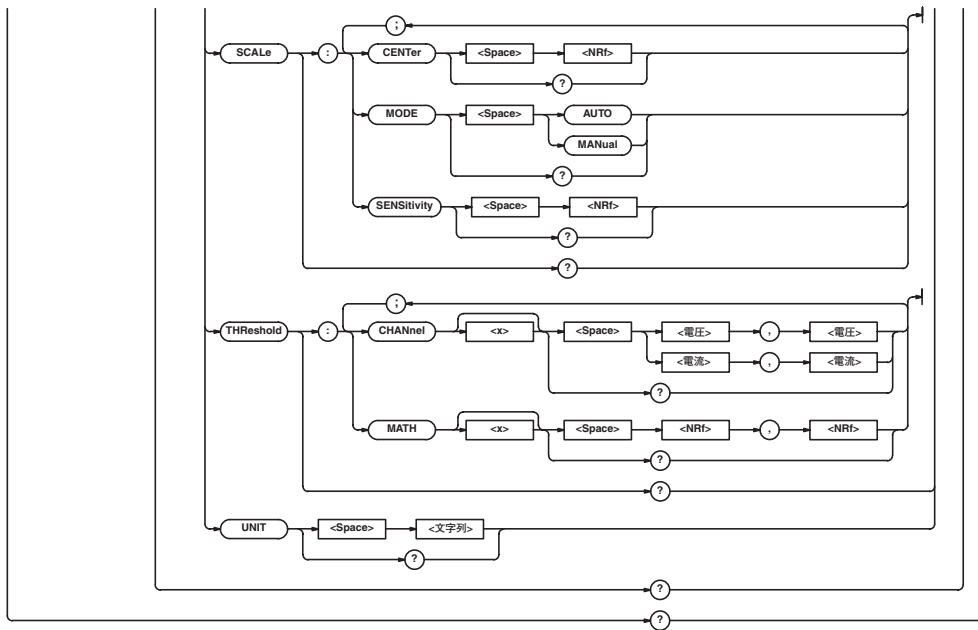 ;
SCALe : CENTer <Space> <NRf>
?
MODE <Space> AUTO
MANual
?
SENSitivity <Space> <NRf>
?
?
;
THReshold : CHANnel <x> <Space> <電圧> , <電圧>
<電流> , <電流>
?
MATH <x> <Space> <NRf> , <NRf>
?
?
UNIT <Space> <文字列>
?
?
?